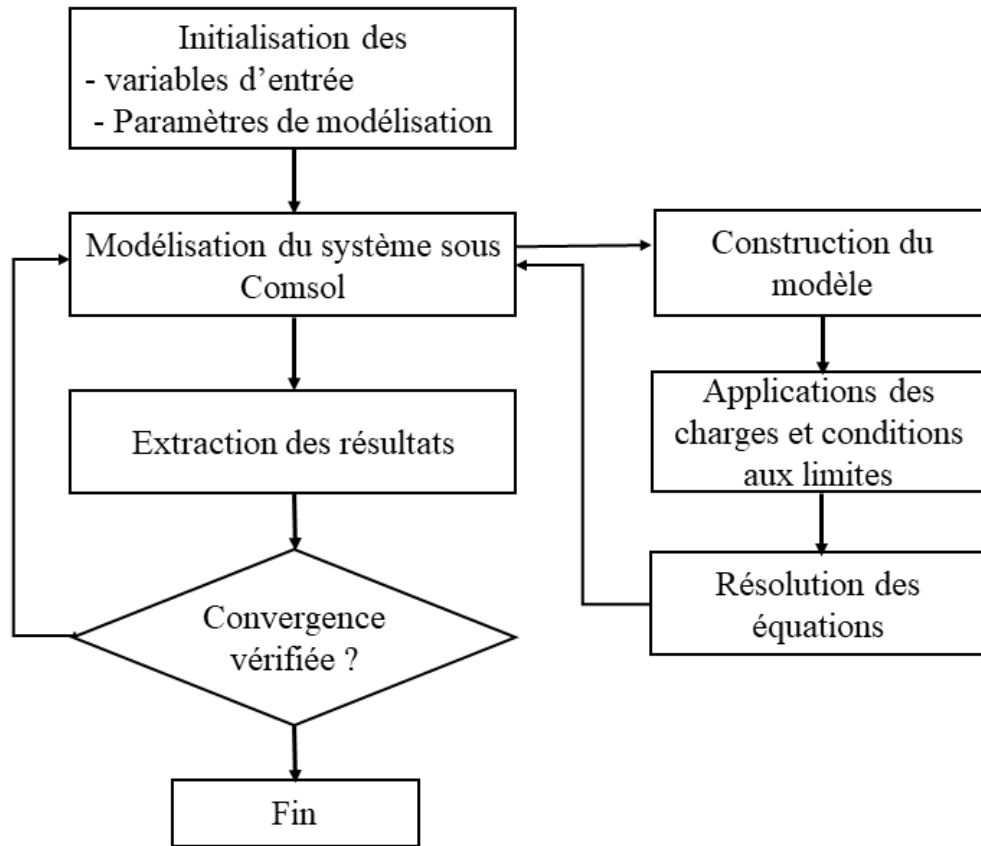 Initialisation des
- variables d’entrée
- Paramètres de modélisation
Modélisation du système sous
Comsol
Construction du
modèle
Extraction des résultats
Applications des
charges et conditions
aux limites
Convergence
vérifiée ?
Résolution des
équations
Fin